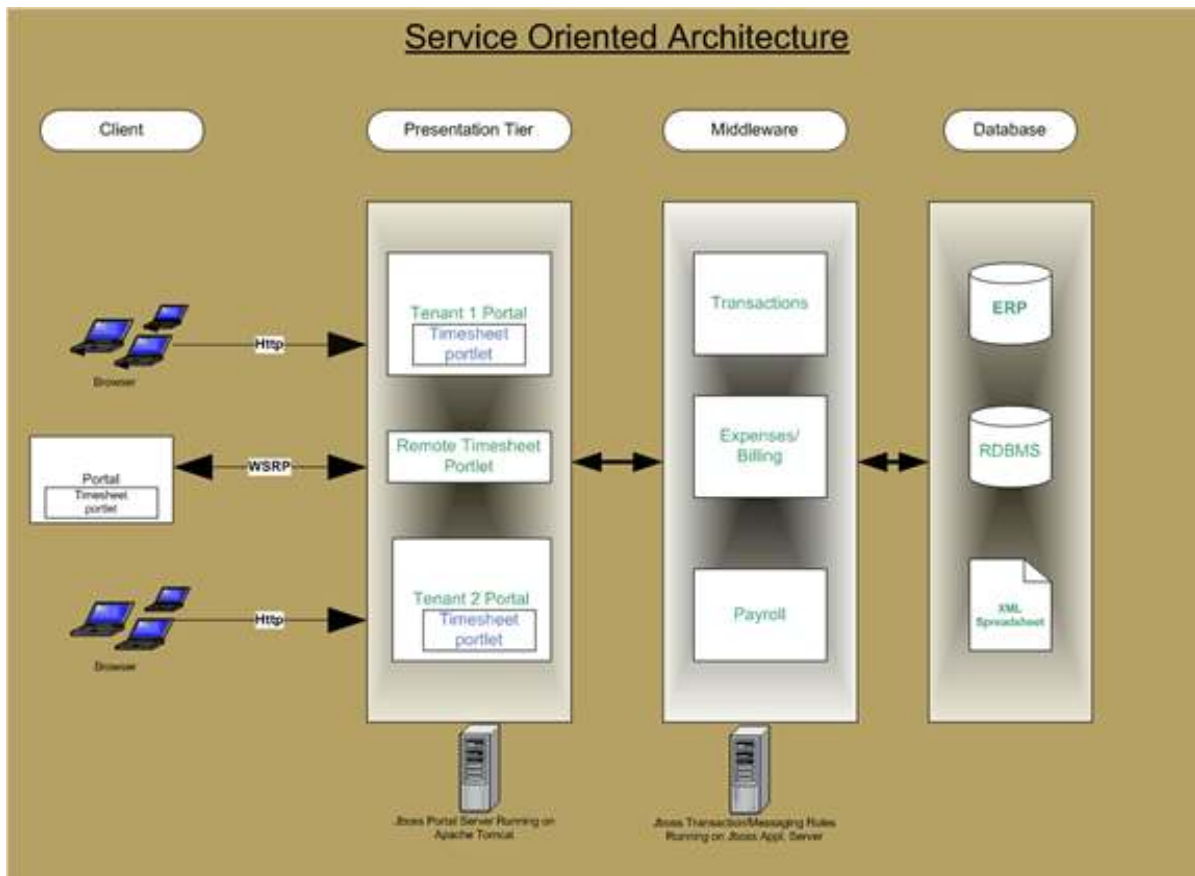 Service Oriented Architecture
Client
Presentation Tier
Middleware
Database
Tenant 1 Portal
Timesheet
portlet
Transactions
ERP
Http
Browser
Remote Timesheet
Portlet
Expenses/
Billing
RDBMS
WSRP
Portal
Timesheet
portlet
Tenant 2 Portal
Timesheet
portlet
Payroll
XML
Spreadsheet
Http
Browser
Jboss Portal Server Running on
Apache Tomcat
Jboss Transaction/Messaging Rules
Running on Jboss Appl. Server